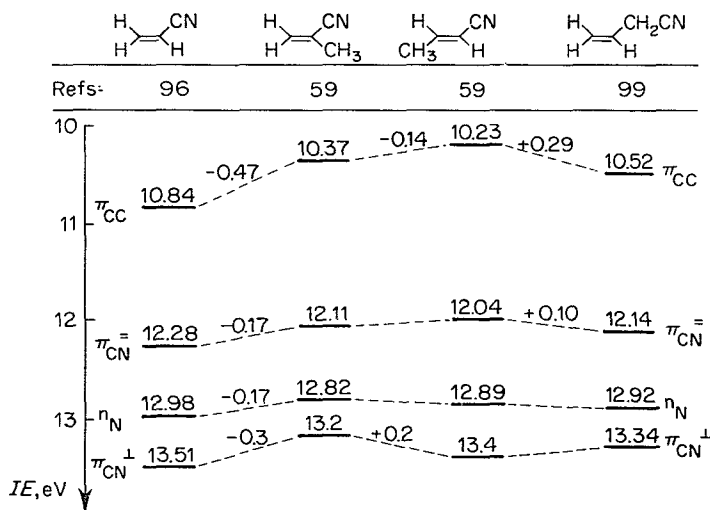 H CN H CN H CN H CH₂CN
H H H CH₃ CH₃ H H H
Refs: 96 59 59 99
10
10.84 -0.47 10.37 -0.14 10.23 +0.29 10.52
πCC πCC
11
12
12.28 -0.17 12.11 12.04 +0.10 12.14
πCN= πCN=
12.98 -0.17 12.82 12.89 12.92
nN nN
13
13.51 -0.3 13.2 +0.2 13.4 13.34
πCN⊥ πCN⊥
IE, eV